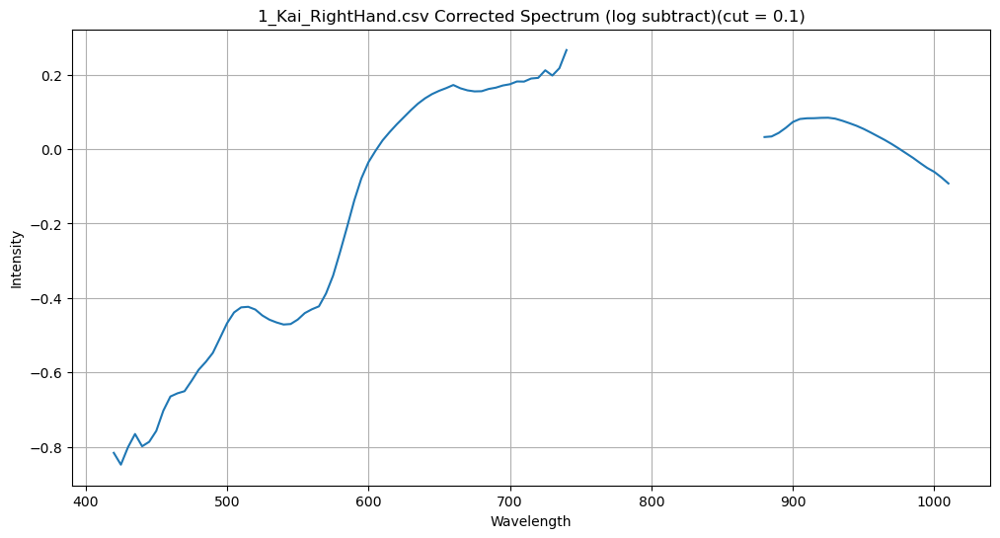 1_Kai_RightHand.csv Corrected Spectrum (log subtract)(cut = 0.1)
Intensity
0.2
0.0
−0.2
−0.4
−0.6
−0.8
400 500 600 700 800 900 1000
Wavelength